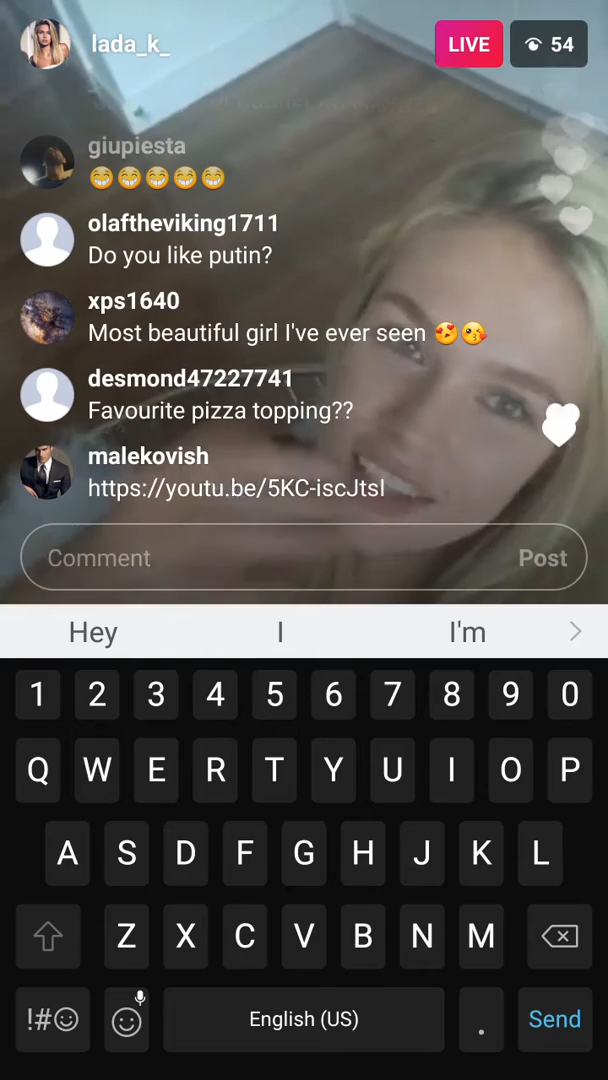 lada_k_ LIVE 54
giupiesta
😁😁😁😁😁
olaftheviking1711
Do you like putin?
xps1640
Most beautiful girl I've ever seen 😍😘
desmond47227741
Favourite pizza topping??
malekovish
https://youtu.be/5KC-iscJtsI
Comment Post
Hey I I'm
1 2 3 4 5 6 7 8 9 0
Q W E R T Y U I O P
A S D F G H J K L
Z X C V B N M
!#☺ English (US) . Send